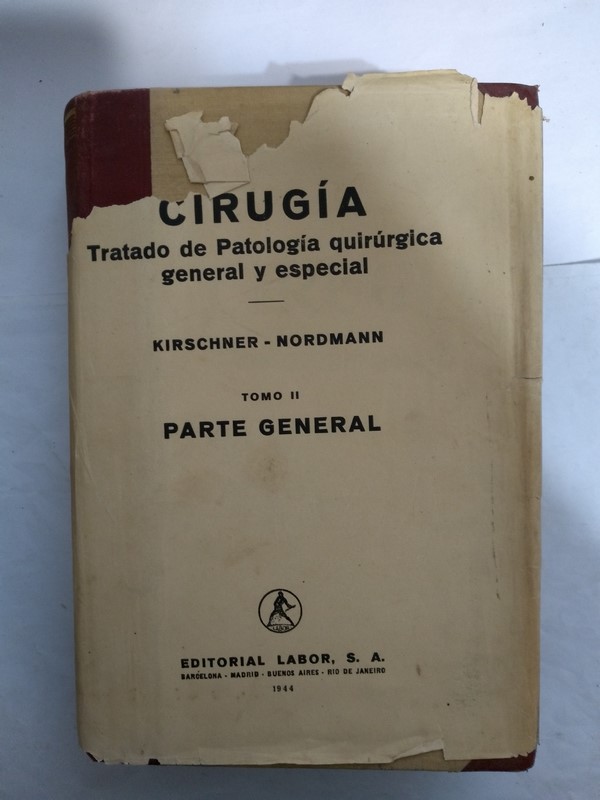 CIRUGÍA
Tratado de Patología quirúrgica
general y especial
KIRSCHNER - NORDMANN
TOMO II
PARTE GENERAL
LABOR
EDITORIAL LABOR, S. A.
BARCELONA - MADRID - BUENOS AIRES - RIO DE JANEIRO
1944